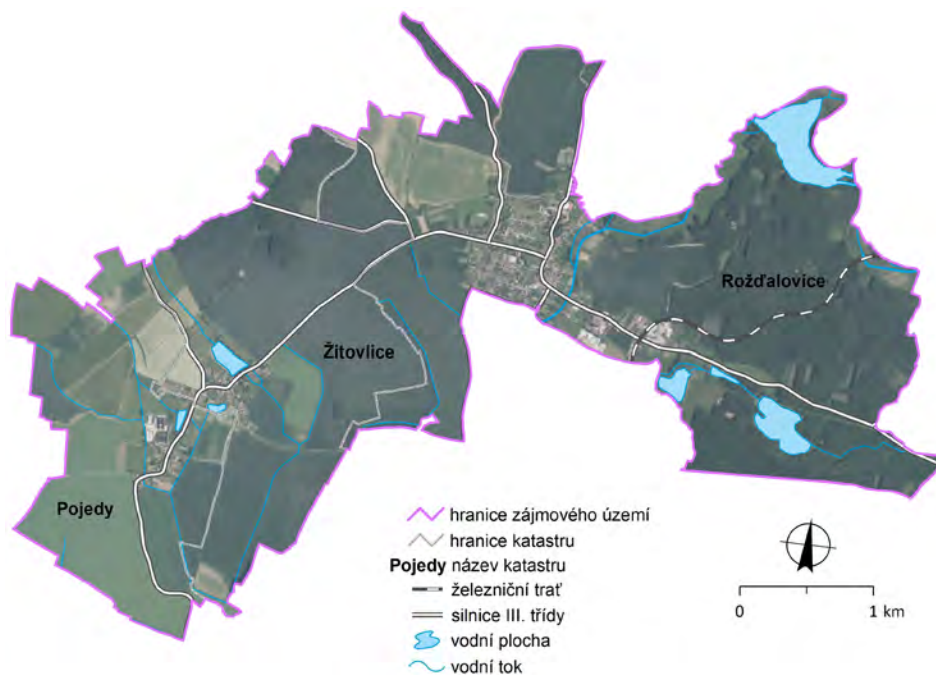 Rožďalovice
Žitovlice
Pojedy
hranice zájmového území
hranice katastru
Pojedy název katastru
železniční trať
silnice III. třídy
vodní plocha
vodní tok
0 1 km